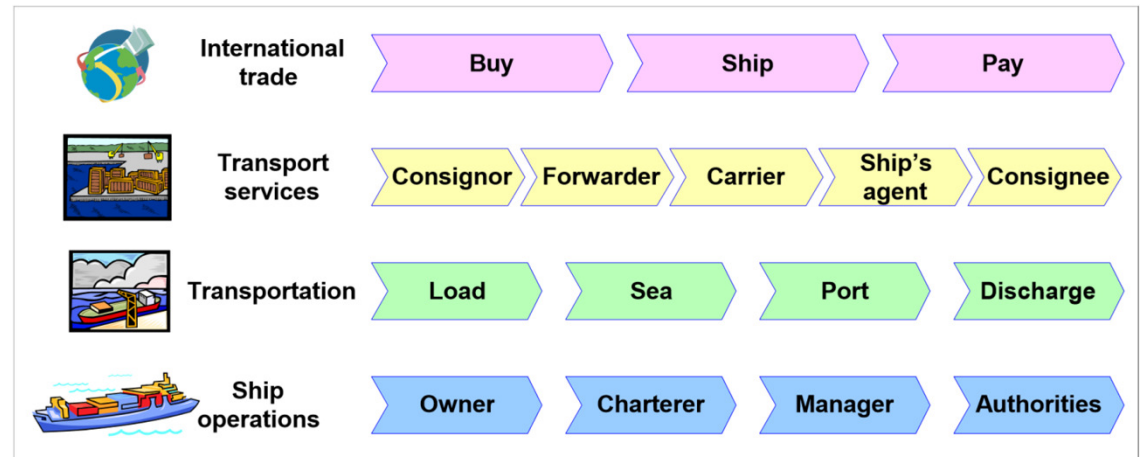 International
trade
Buy
Ship
Pay
Transport
services
Consignor
Forwarder
Carrier
Ship's
agent
Consignee
Transportation
Load
Sea
Port
Discharge
Ship
operations
Owner
Charterer
Manager
Authorities